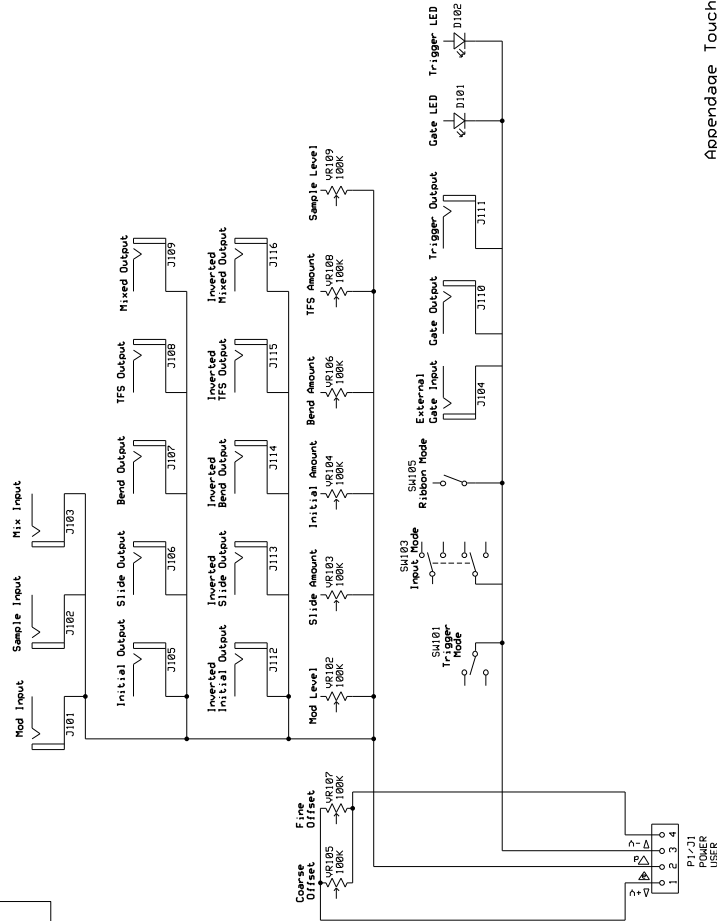 Mod Input
J101
Sample Input
J102
Mix Input
J103
Initial Output
J105
Slide Output
J106
Bend Output
J107
TFS Output
J108
Mixed Output
J109
Inverted
Initial Output
J112
Inverted
Slide Output
J113
Inverted
Bend Output
J114
Inverted
TFS Output
J115
Inverted
Mixed Output
J116
Coarse
Offset
VR105
100K
Fine
Offset
VR107
100K
Mod Level
VR102
100K
Slide Amount
VR103
100K
Initial Amount
VR104
100K
Bend Amount
VR106
100K
TFS Amount
VR108
100K
Sample Level
VR109
100K
SW101
Trigger
Mode
SW103
Input Mode
SW105
Ribbon Mode
External
Gate Input
J104
Gate Output
J110
Trigger Output
J111
Gate LED
D101
Trigger LED
D102
V+
P
V-
1
2
3
4
P1/J1
POWER
USER
Appendage Touch